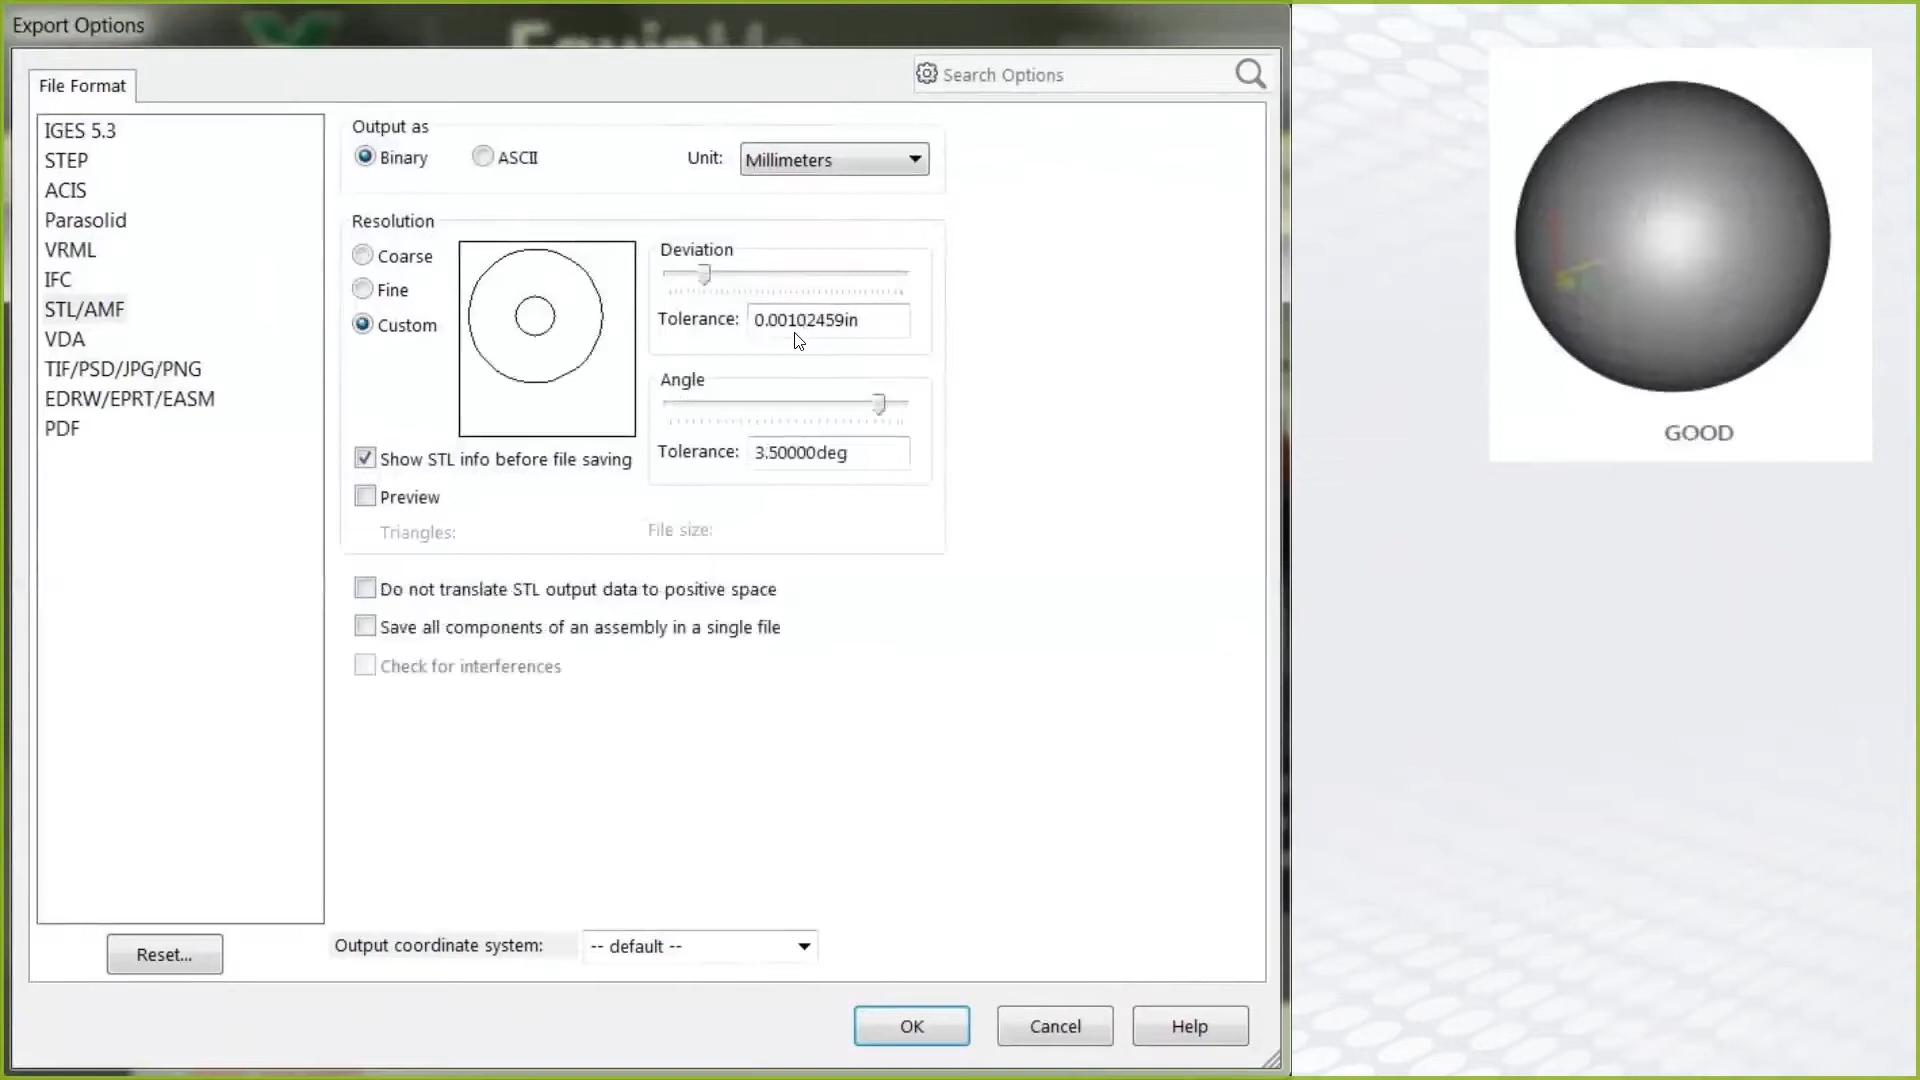 Export Options
Search Options
File Format
IGES 5.3
STEP
ACIS
Parasolid
VRML
IFC
STL/AMF
VDA
TIF/PSD/JPG/PNG
EDRW/EPRT/EASM
PDF
Reset...
Output as
Binary
ASCII
Unit:
Millimeters
Resolution
Coarse
Fine
Custom
Deviation
Tolerance: 0.00102459in
Angle
Tolerance: 3.50000deg
Show STL info before file saving
Preview
Triangles:
File size:
Do not translate STL output data to positive space
Save all components of an assembly in a single file
Check for interferences
Output coordinate system:
-- default --
OK
Cancel
Help
GOOD